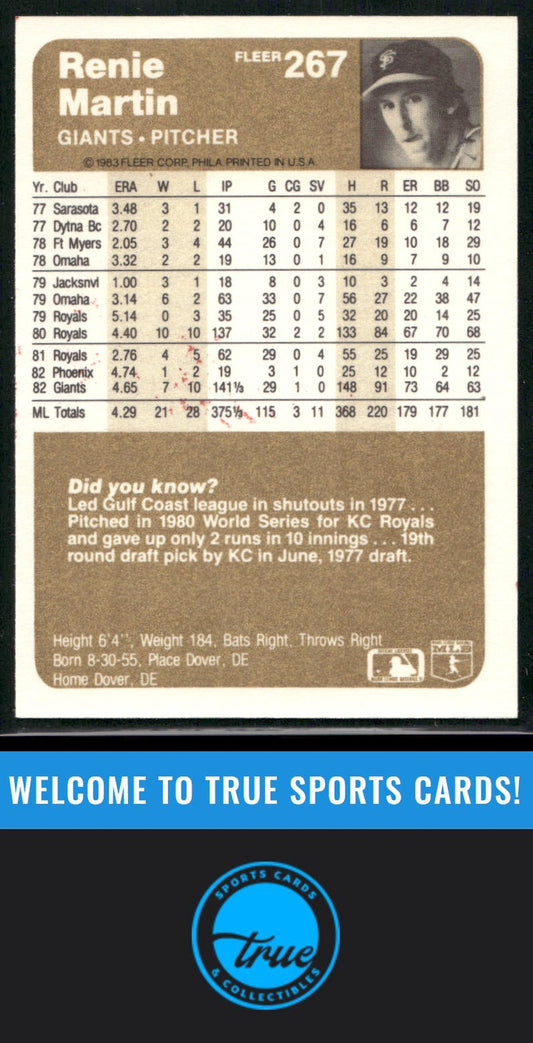 Renie
Martin
FLEER 267
GIANTS • PITCHER
© 1983 FLEER CORP. PHILA. PRINTED IN U.S.A.
Yr. Club ERA W L IP G CG SV H R ER BB SO
77 Sarasota 3.48 3 1 31 4 2 0 35 13 12 12 19
77 Dytna Bc 2.70 2 2 20 10 0 4 16 6 6 7 12
78 Ft Myers 2.05 3 4 44 26 0 7 27 19 10 18 29
78 Omaha 3.32 2 2 19 13 0 1 16 9 7 9 10
79 Jacksnvl 1.00 3 1 18 8 0 3 10 3 2 4 14
79 Omaha 3.14 6 2 63 33 0 7 56 27 22 38 47
79 Royals 5.14 0 3 35 25 0 5 32 20 20 14 25
80 Royals 4.40 10 10 137 32 2 2 133 84 67 70 68
81 Royals 2.76 4 5 62 29 0 4 55 25 19 29 25
82 Phoenix 4.74 1 2 19 3 1 0 25 12 10 2 12
82 Giants 4.65 7 10 141⅓ 29 1 0 148 91 73 64 63
ML Totals 4.29 21 28 375⅓ 115 3 11 368 220 179 177 181
Did you know?
Led Gulf Coast league in shutouts in 1977 . . .
Pitched in 1980 World Series for KC Royals
and gave up only 2 runs in 10 innings . . . 19th
round draft pick by KC in June, 1977 draft.
Height 6'4", Weight 184, Bats Right, Throws Right
Born 8-30-55, Place Dover, DE
Home Dover, DE
WELCOME TO TRUE SPORTS CARDS!
SPORTS CARDS
true
& COLLECTIBLES